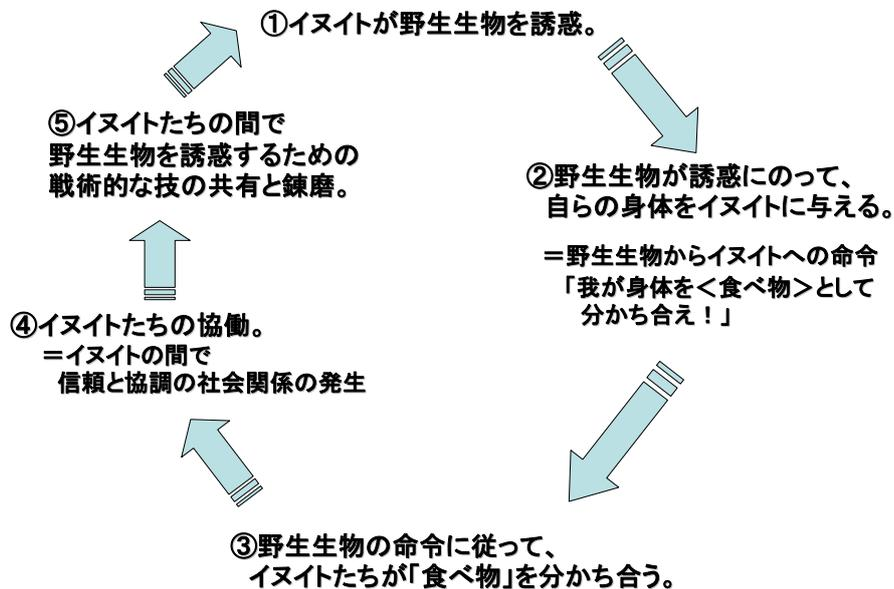 ①イヌイトが野生生物を誘惑。
②野生生物が誘惑にのって、
自らの身体をイヌイトに与える。
＝野生生物からイヌイトへの命令
「我が身体を＜食べ物＞として
分かち合え！」
③野生生物の命令に従って、
イヌイトたちが「食べ物」を分かち合う。
④イヌイトたちの協働。
＝イヌイトの間で
信頼と協調の社会関係の発生
⑤イヌイトたちの間で
野生生物を誘惑するための
戦術的な技の共有と錬磨。